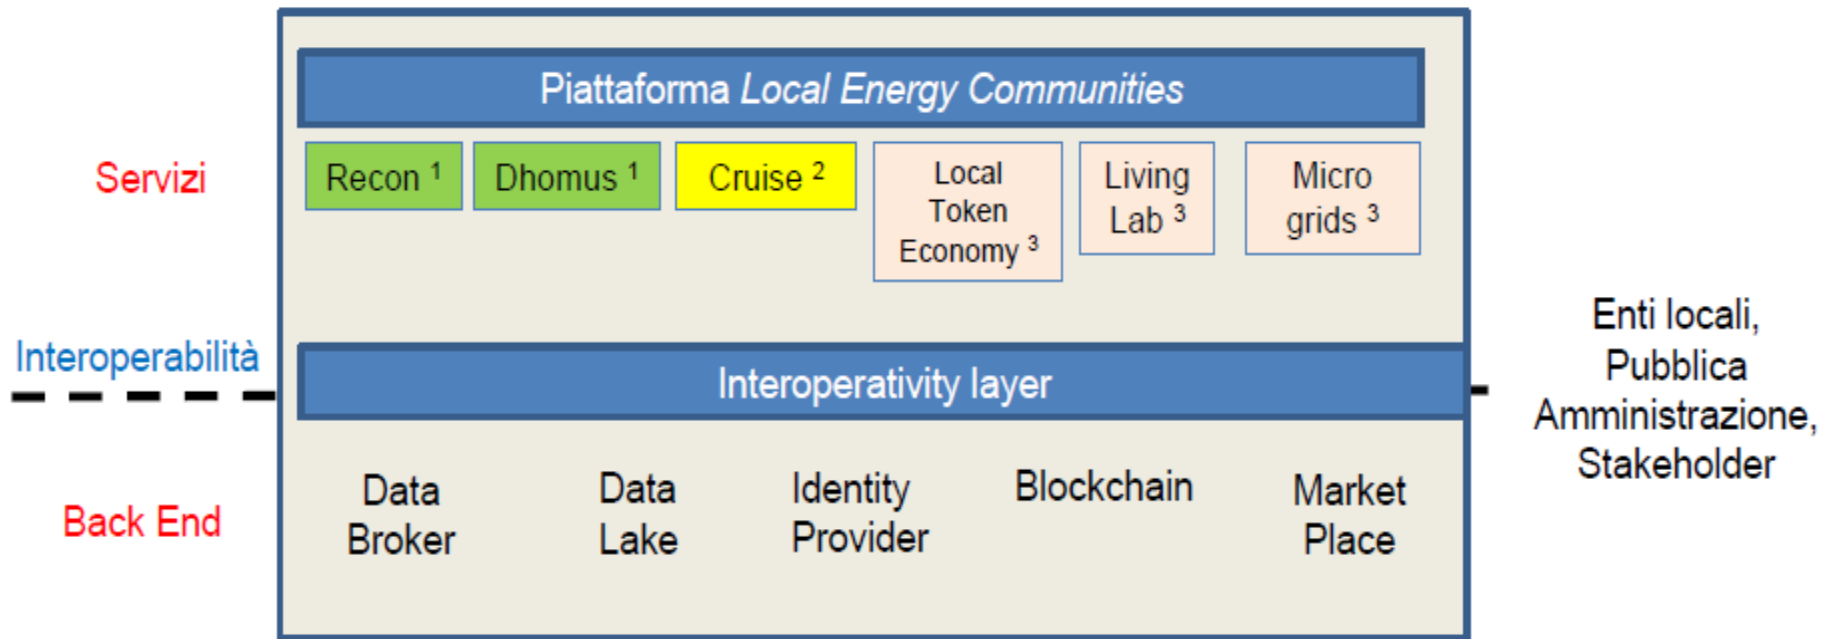 Piattaforma Local Energy Communities
Servizi
Recon ¹
Dhomus ¹
Cruise ²
Local
Token
Economy ³
Living
Lab ³
Micro
grids ³
Interoperabilità
Interoperativity layer
Enti locali,
Pubblica
Amministrazione,
Stakeholder
Back End
Data
Broker
Data
Lake
Identity
Provider
Blockchain
Market
Place